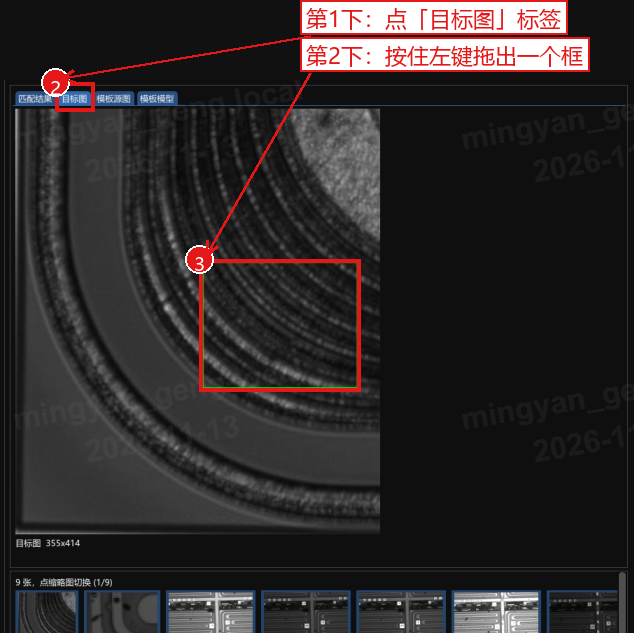 第1下：点「目标图」标签
第2下：按住左键拖出一个框
2
匹配结果 目标图 模板源图 模板模型
3
目标图 355x414
9 张，点缩略图切换 (1/9)